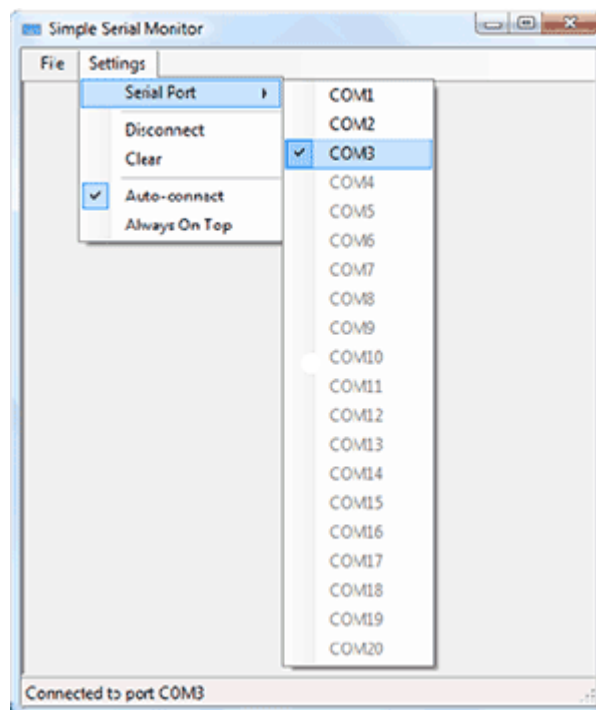 Simple Serial Monitor
File Settings
Serial Port
Disconnect
Clear
Auto-connect
Always On Top
COM1
COM2
COM3
COM4
COM5
COM6
COM7
COM8
COM9
COM10
COM11
COM12
COM13
COM14
COM15
COM16
COM17
COM18
COM19
COM20
Connected to port COM3